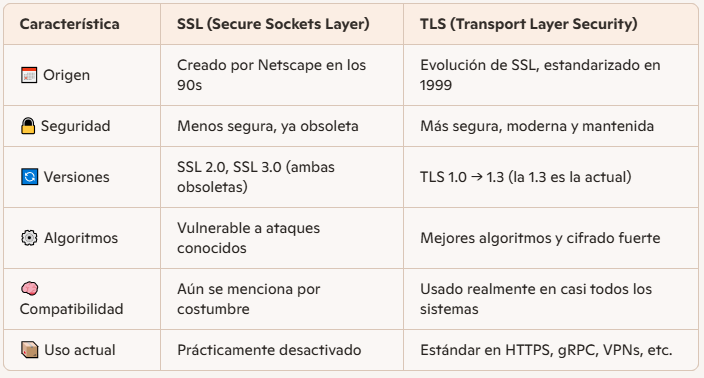 Característica SSL (Secure Sockets Layer) TLS (Transport Layer Security)
Origen Creado por Netscape en los 90s Evolución de SSL, estandarizado en 1999
Seguridad Menos segura, ya obsoleta Más segura, moderna y mantenida
Versiones SSL 2.0, SSL 3.0 (ambas obsoletas) TLS 1.0 → 1.3 (la 1.3 es la actual)
Algoritmos Vulnerable a ataques conocidos Mejores algoritmos y cifrado fuerte
Compatibilidad Aún se menciona por costumbre Usado realmente en casi todos los sistemas
Uso actual Prácticamente desactivado Estándar en HTTPS, gRPC, VPNs, etc.